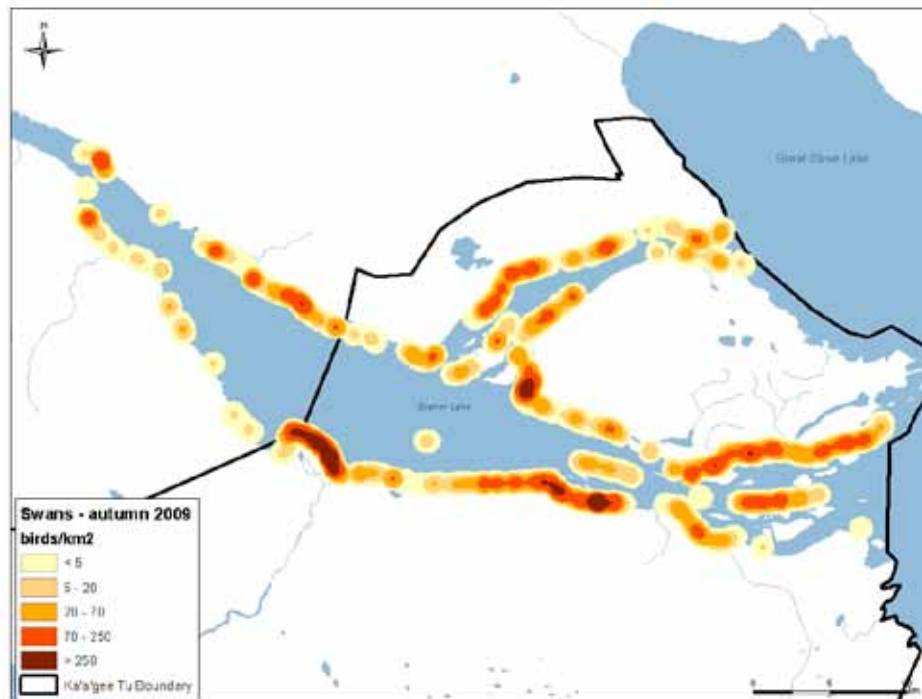 N
Great Slave Lake
Beaver Lake
Swans - autumn 2009
birds/km2
< 5
5 - 20
20 - 70
70 - 250
> 250
Ka'a'gee Tu Boundary